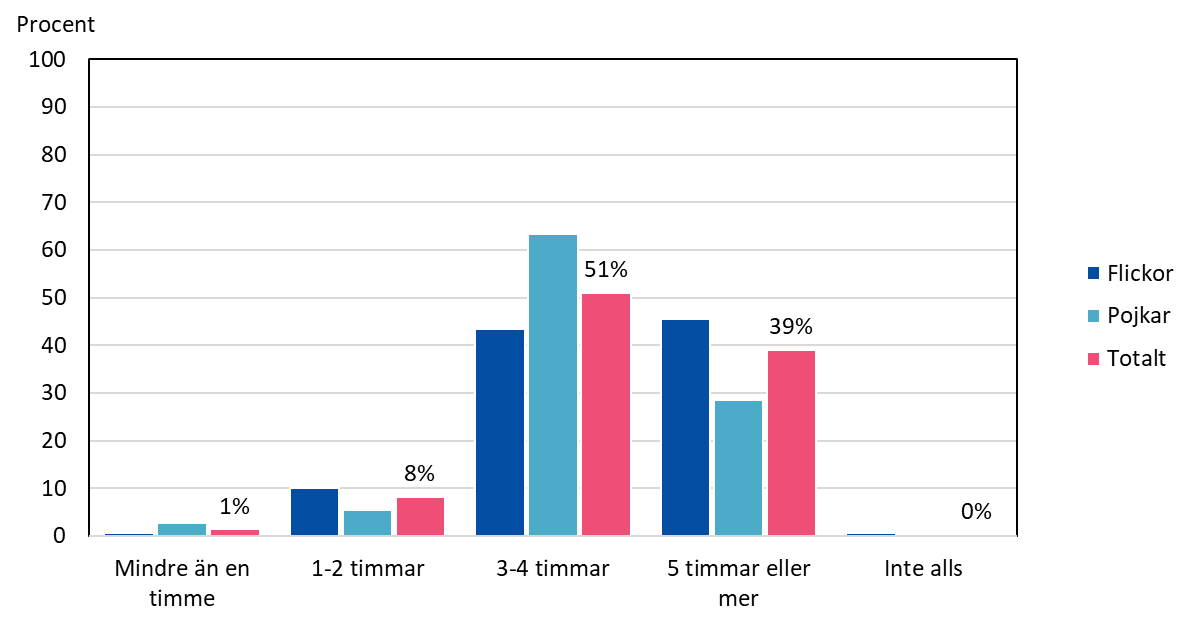 Procent
100
90
80
70
60
50
40
30
20
10
0
1%
8%
51%
39%
0%
Mindre än en
timme
1-2 timmar
3-4 timmar
5 timmar eller
mer
Inte alls
Flickor
Pojkar
Totalt